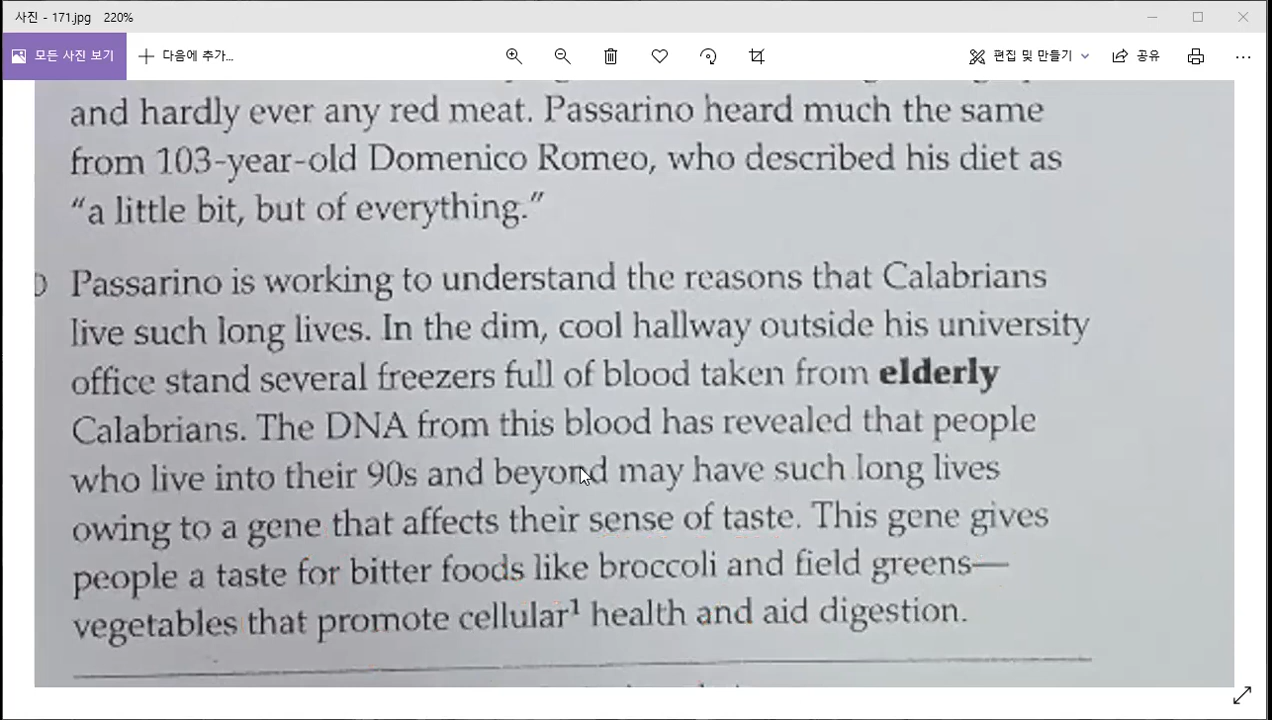 사진 - 171.jpg 220%
모든 사진 보기
다음에 추가...
편집 및 만들기
공유
and hardly ever any red meat. Passarino heard much the same
from 103-year-old Domenico Romeo, who described his diet as
“a little bit, but of everything.”
Passarino is working to understand the reasons that Calabrians
live such long lives. In the dim, cool hallway outside his university
office stand several freezers full of blood taken from elderly
Calabrians. The DNA from this blood has revealed that people
who live into their 90s and beyond may have such long lives
owing to a gene that affects their sense of taste. This gene gives
people a taste for bitter foods like broccoli and field greens—
vegetables that promote cellular¹ health and aid digestion.